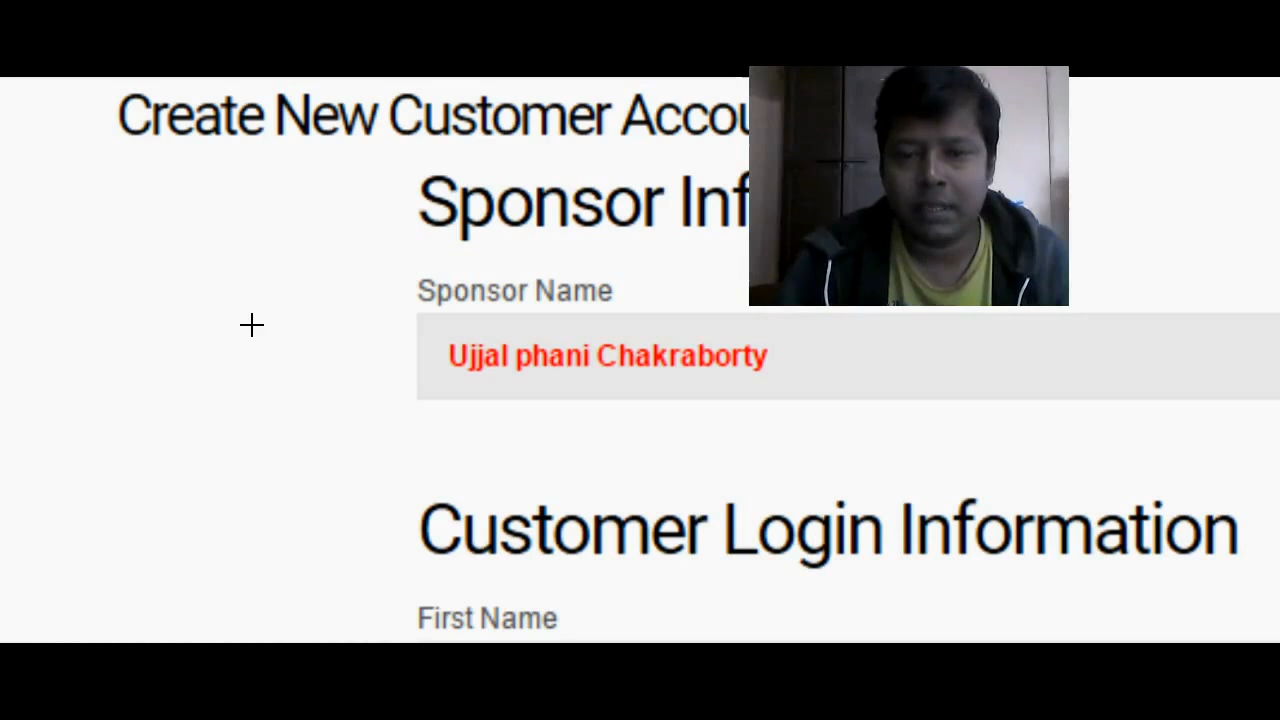 Create New Customer Accou
Sponsor Inf
Sponsor Name
Ujjal phani Chakraborty
Customer Login Information
First Name